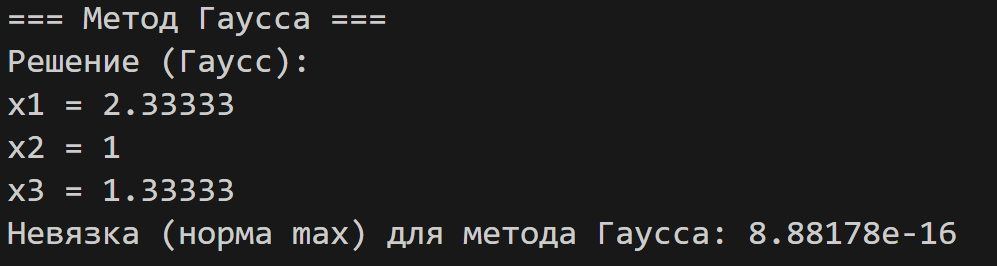 === Метод Гаусса ===
Решение (Гаусс):
x1 = 2.33333
x2 = 1
x3 = 1.33333
Невязка (норма max) для метода Гаусса: 8.88178e-16